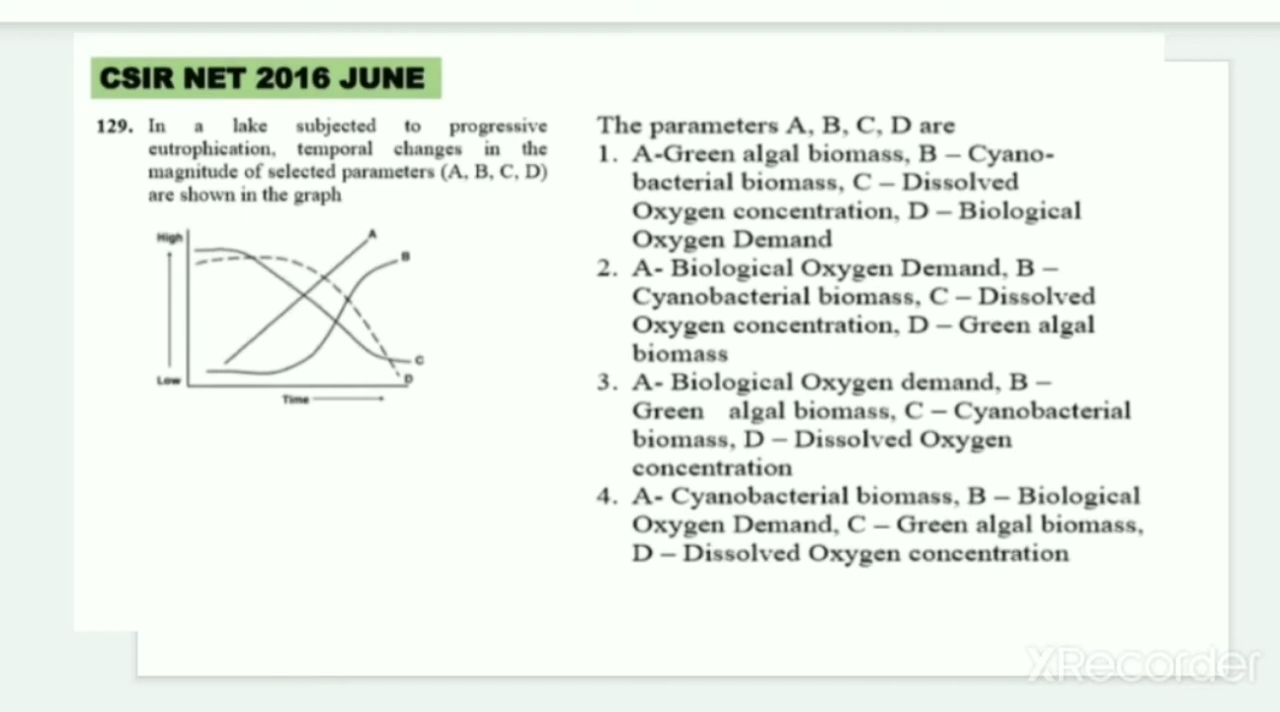 CSIR NET 2016 JUNE
129. In a lake subjected to progressive
eutrophication, temporal changes in the
magnitude of selected parameters (A, B, C, D)
are shown in the graph
High
A
B
C
D
Low
Time
The parameters A, B, C, D are
1. A-Green algal biomass, B – Cyano-
bacterial biomass, C – Dissolved
Oxygen concentration, D – Biological
Oxygen Demand
2. A- Biological Oxygen Demand, B –
Cyanobacterial biomass, C – Dissolved
Oxygen concentration, D – Green algal
biomass
3. A- Biological Oxygen demand, B –
Green algal biomass, C – Cyanobacterial
biomass, D – Dissolved Oxygen
concentration
4. A- Cyanobacterial biomass, B – Biological
Oxygen Demand, C – Green algal biomass,
D – Dissolved Oxygen concentration
XRecorder